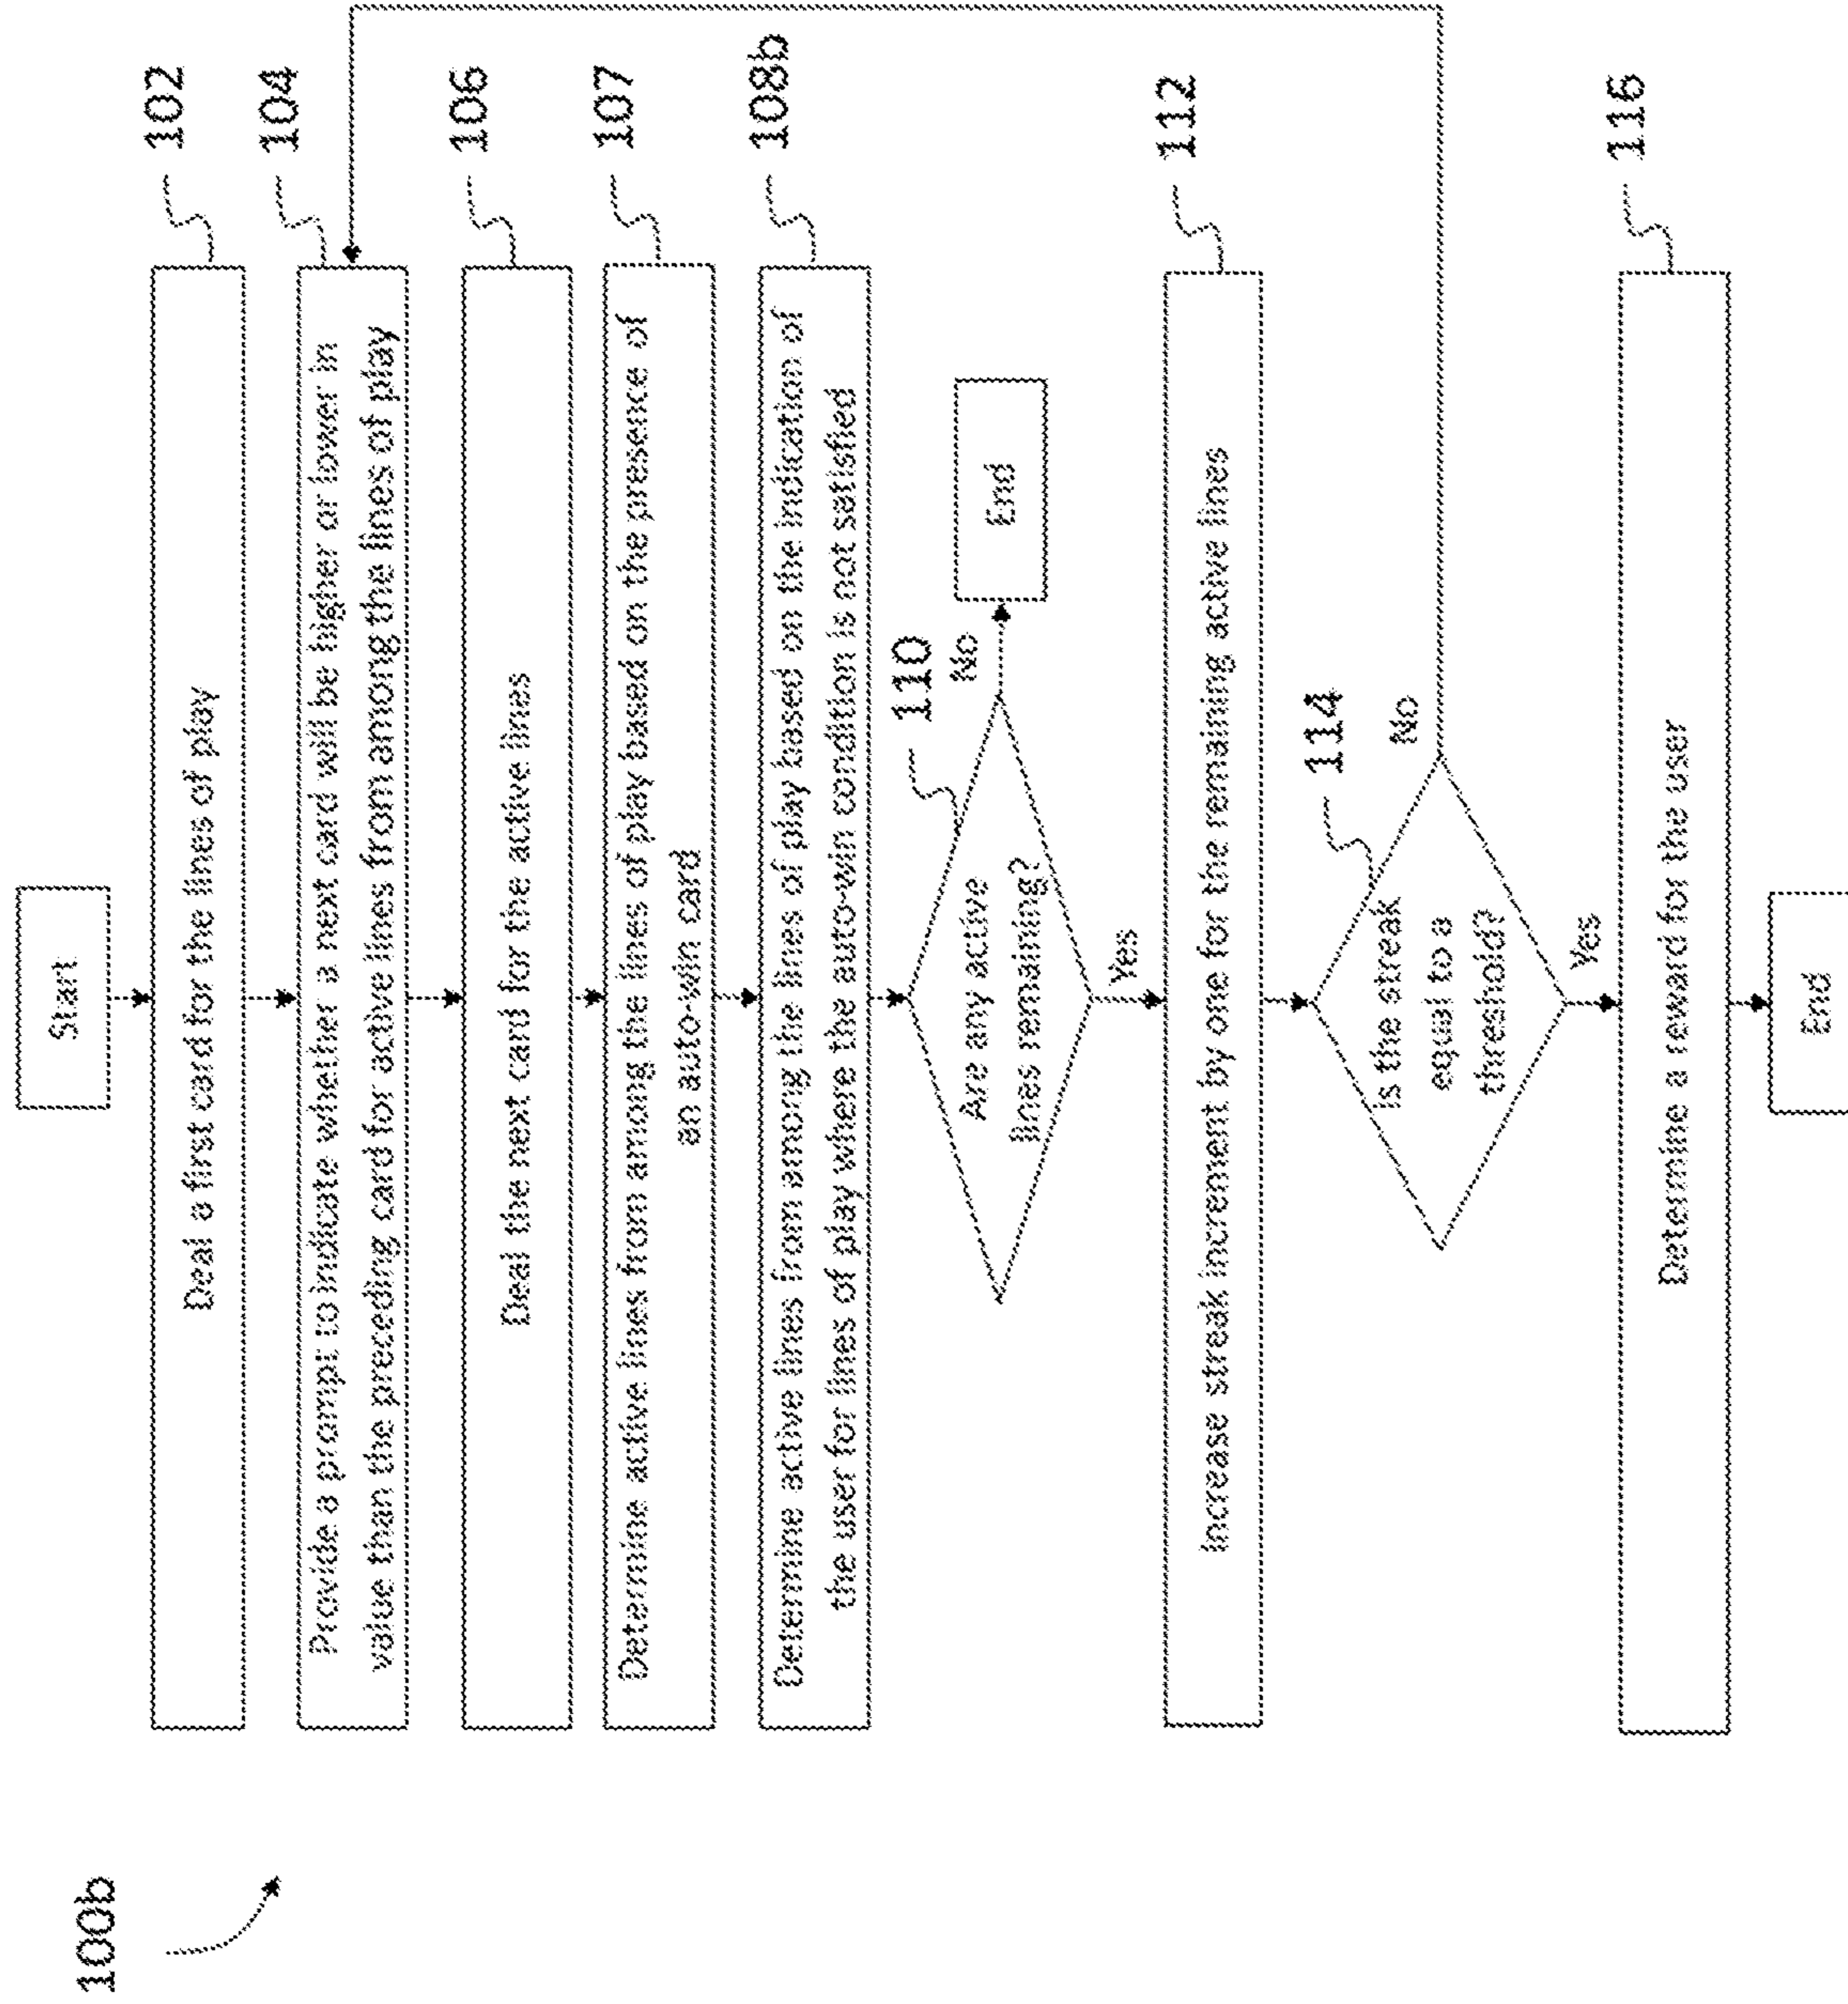 100b
Start
Deal a first card for the lines of play
102
Provide a prompt to indicate whether a next card will be higher or lower in
value than the preceding card for active lines from among the lines of play
104
Deal the next card for the active lines
106
Determine active lines from among the lines of play based on the presence of
an auto-win card
107
Determine active lines from among the lines of play based on the indication of
the user for lines of play where the auto-win condition is not satisfied
108b
Are any active
lines remaining?
110
No
End
Yes
Increase streak increment by one for the remaining active lines
112
Is the streak
equal to a
threshold?
114
No
Yes
Determine a reward for the user
116
End